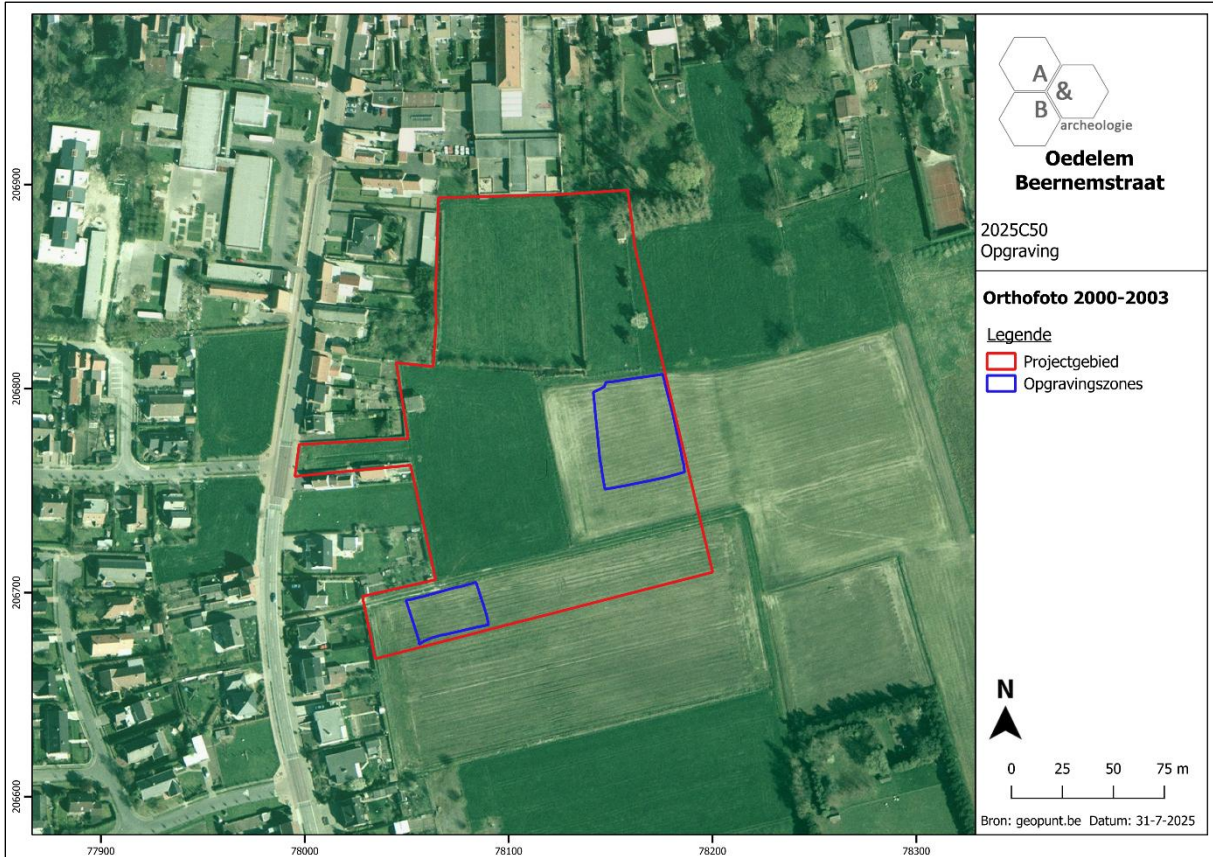 A
&
B
archeologie
Oedelem
Beernemstraat
2025C50
Opgraving
Orthofoto 2000-2003
Legende
Projectgebied
Opgravingszones
N
0 25 50 75 m
Bron: geopunt.be Datum: 31-7-2025
206900
206800
206700
206600
77900 78000 78100 78200 78300